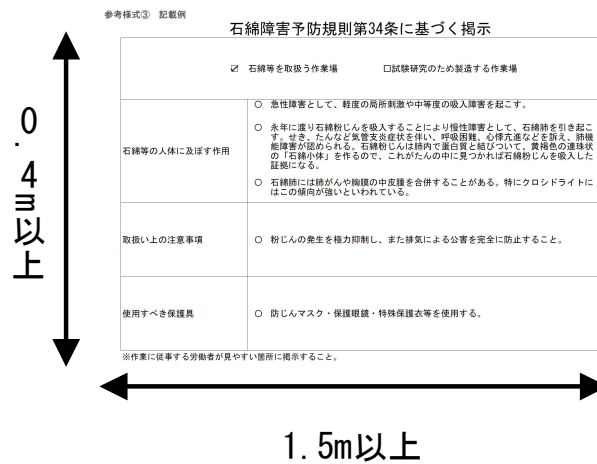 参考様式③ 記載例
石綿障害予防規則第34条に基づく掲示
☑ 石綿等を取扱う作業場 □試験研究のため製造する作業場
石綿等の人体に及ぼす作用
○ 急性障害として、軽度の局所刺激や中等度の吸入障害を起こす。
○ 永年に渡り石綿粉じんを吸入することにより慢性障害として、石綿肺を引き起こ
す。せき、たんなど気管支炎症状を伴い、呼吸困難、心悸亢進などを訴え、肺機
能障害が認められる。石綿粉じんは肺内で蛋白質と結びついて、黄褐色の連珠状
の「石綿小体」を作るので、これがたんの中に見つかれば石綿粉じんを吸入した
証拠になる。
○ 石綿肺には肺がんや胸膜の中皮腫を合併することがある。特にクロシドライトに
はこの傾向が強いといわれている。
取扱い上の注意事項
○ 粉じんの発生を極力抑制し、また排気による公害を完全に防止すること。
使用すべき保護具
○ 防じんマスク・保護眼鏡・特殊保護衣等を使用する。
※作業に従事する労働者が見やすい箇所に掲示すること。
0.4m以上
1.5m以上